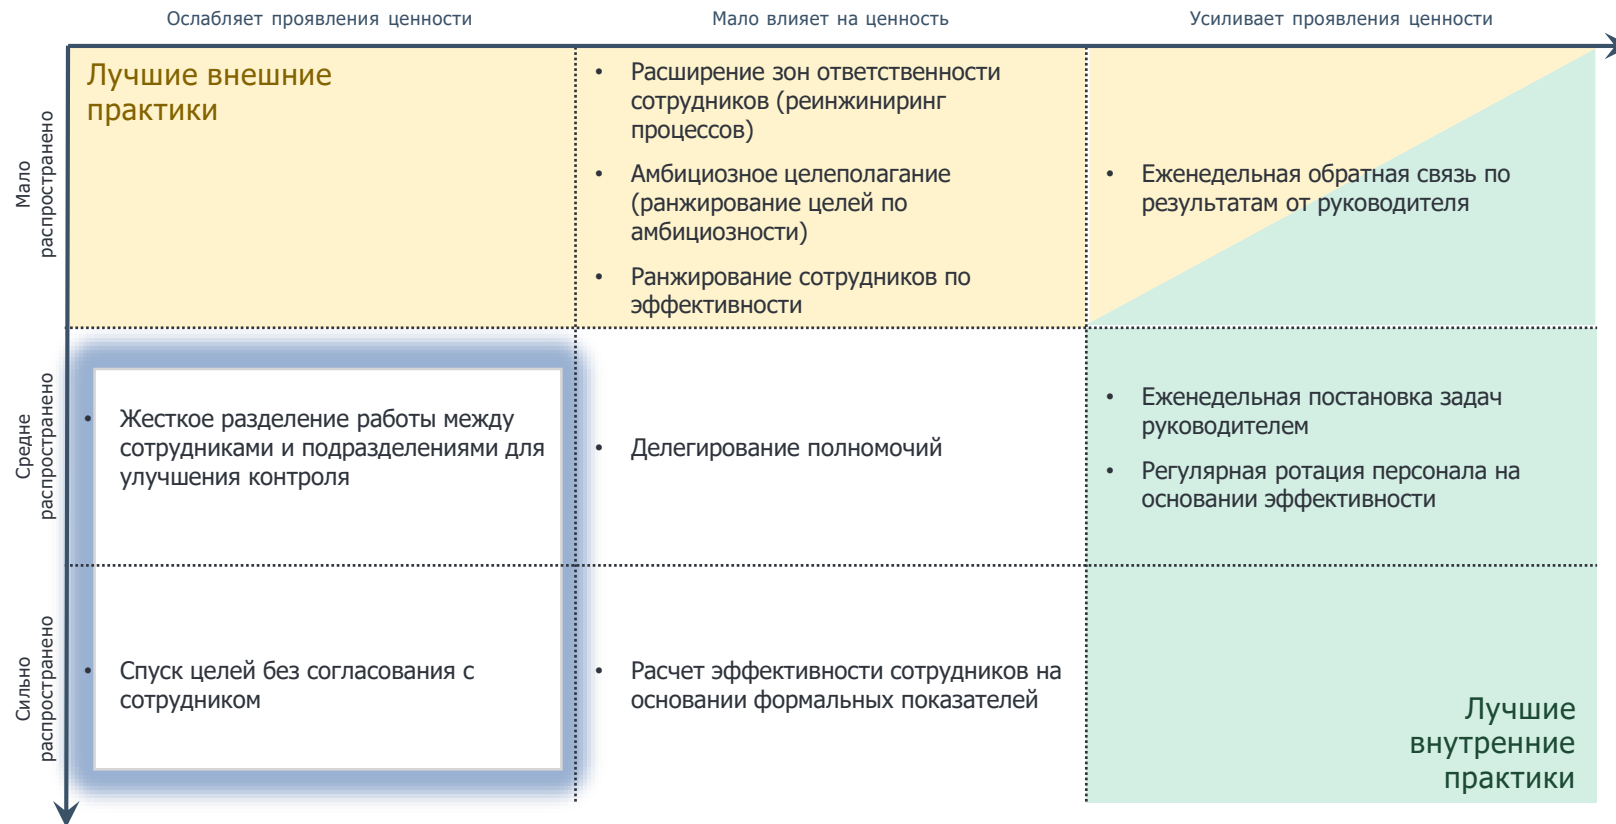 Ослабляет проявления ценности
Мало влияет на ценность
Усиливает проявления ценности
Мало
распространено
Лучшие внешние
практики
• Расширение зон ответственности
сотрудников (реинжиниринг
процессов)
• Амбициозное целеполагание
(ранжирование целей по
амбициозности)
• Ранжирование сотрудников по
эффективности
• Еженедельная обратная связь по
результатам от руководителя
Средне
распространено
• Жесткое разделение работы между
сотрудниками и подразделениями для
улучшения контроля
• Делегирование полномочий
• Еженедельная постановка задач
руководителем
• Регулярная ротация персонала на
основании эффективности
Сильно
распространено
• Спуск целей без согласования с
сотрудником
• Расчет эффективности сотрудников на
основании формальных показателей
Лучшие
внутренние
практики